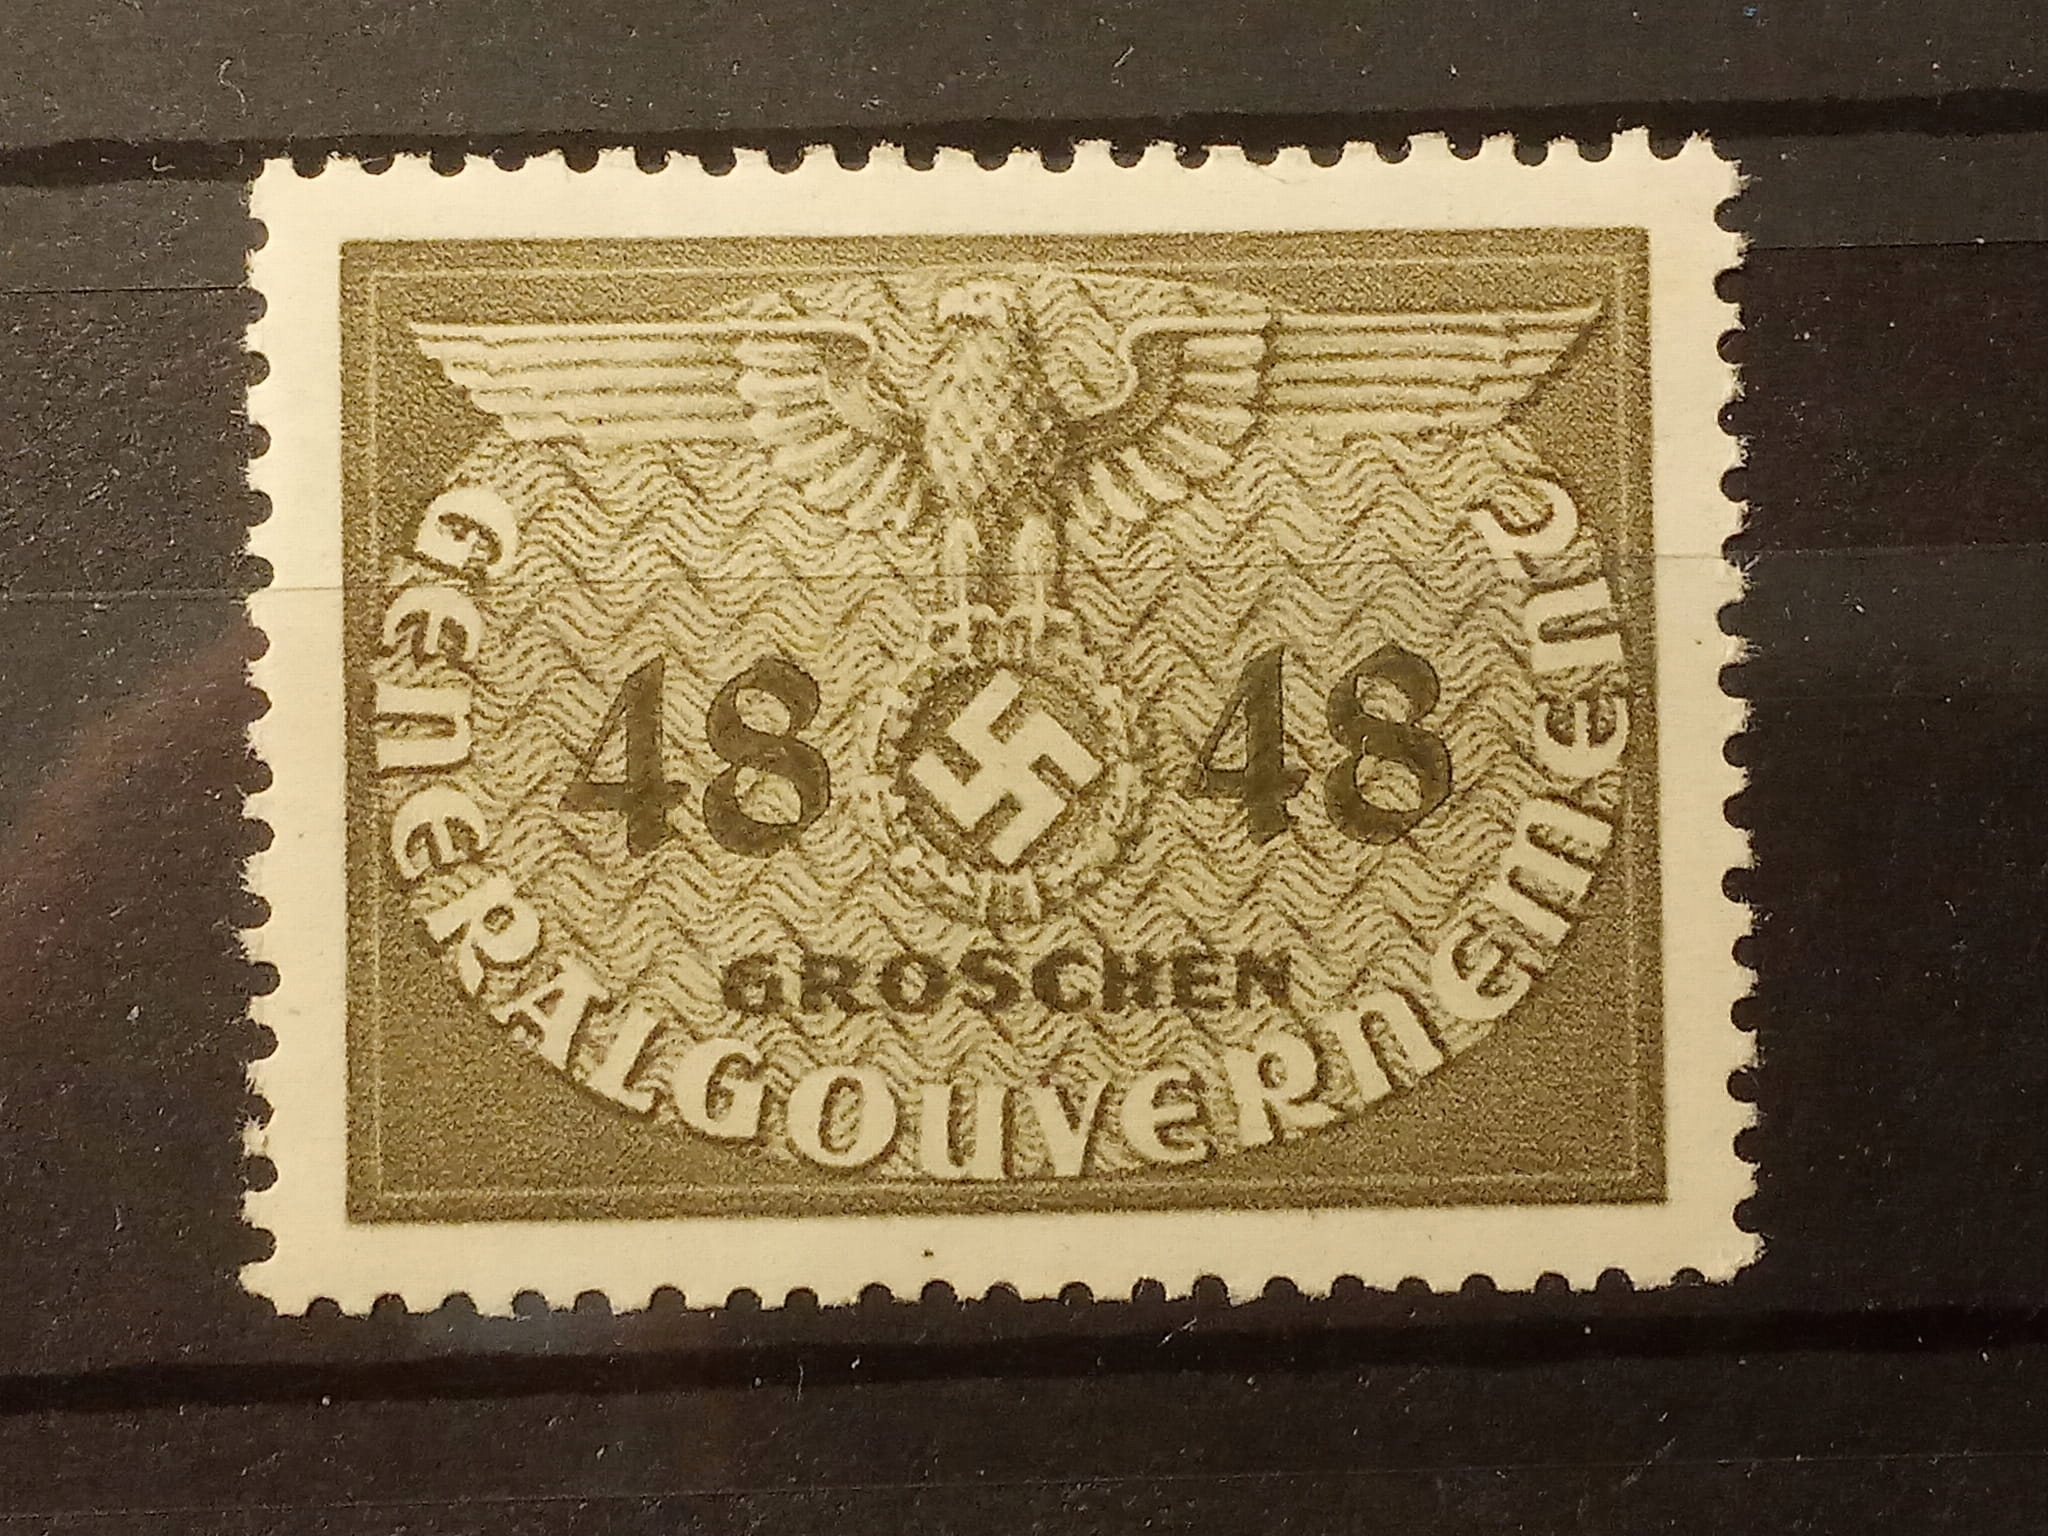 48 48
GROSCHEN
GENERALGOUVERNEMENT